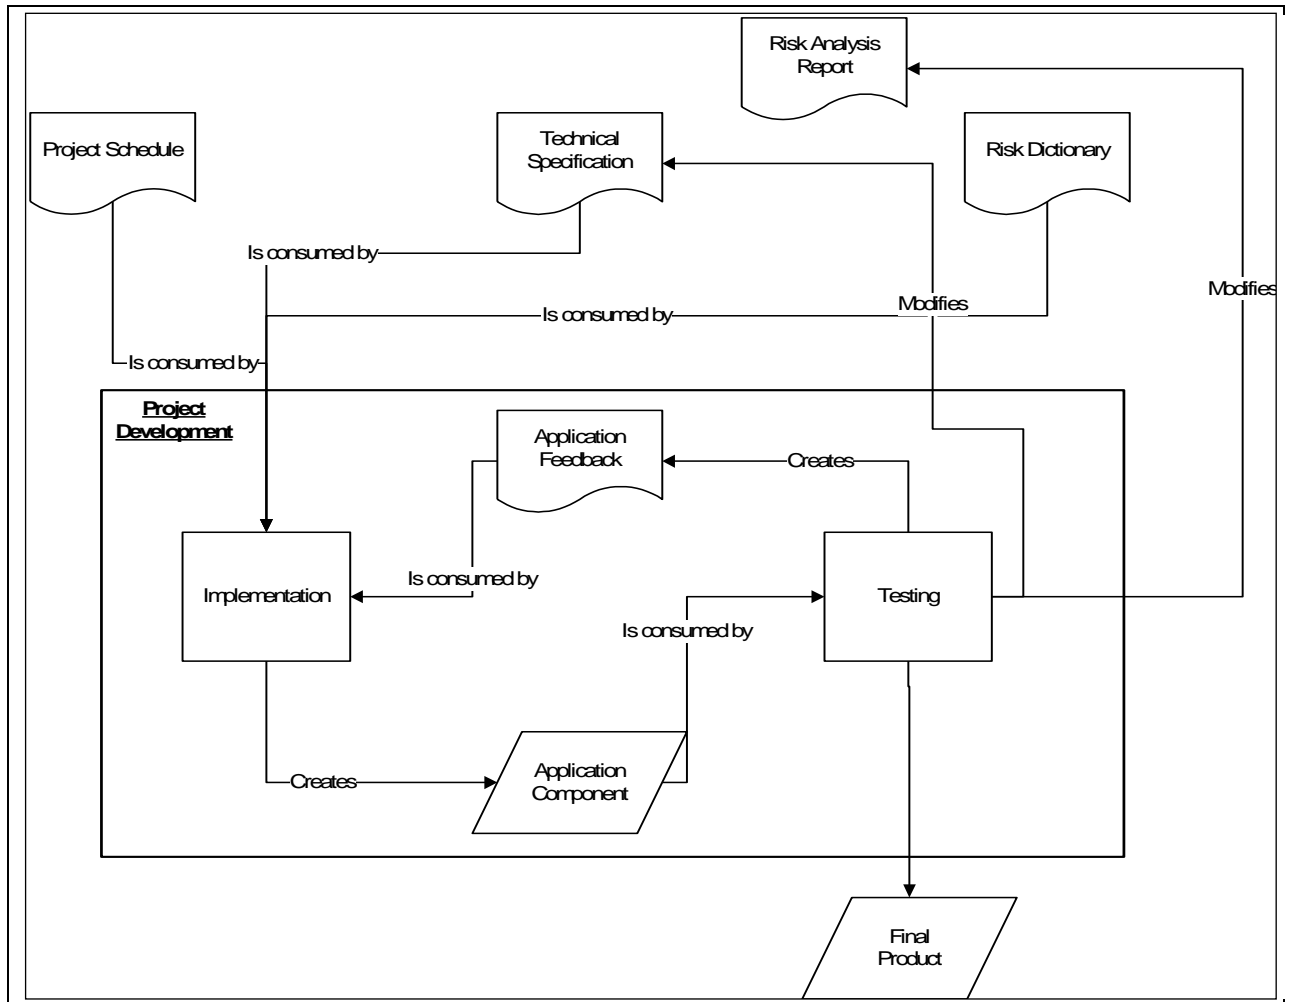 Risk Analysis
Report
Project Schedule
Technical
Specification
Risk Dictionary
Is consumed by
Modifies
Modifies
Is consumed by
Is consumed by
Project
Development
Application
Feedback
Creates
Is consumed by
Implementation
Testing
Is consumed by
Creates
Application
Component
Final
Product